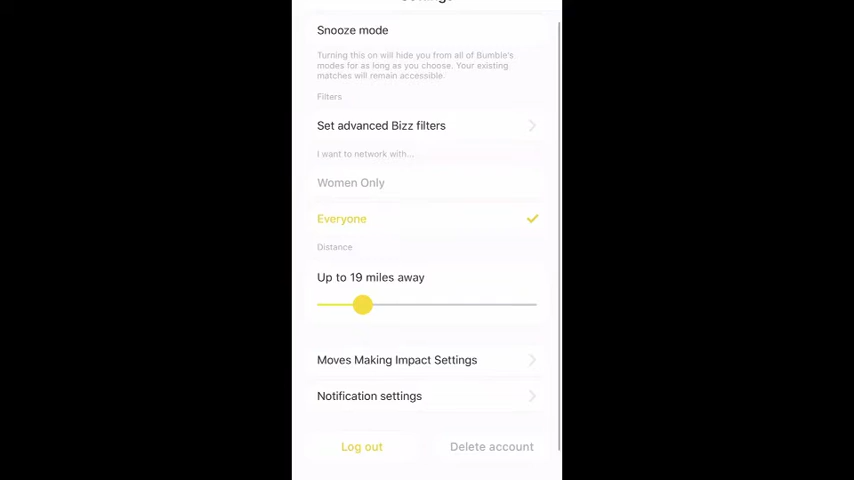 Settings
Snooze mode
Turning this on will hide you from all of Bumble's
modes for as long as you choose. Your existing
matches will remain accessible.
Filters
Set advanced Bizz filters
I want to network with...
Women Only
Everyone
Distance
Up to 19 miles away
Moves Making Impact Settings
Notification settings
Log out
Delete account